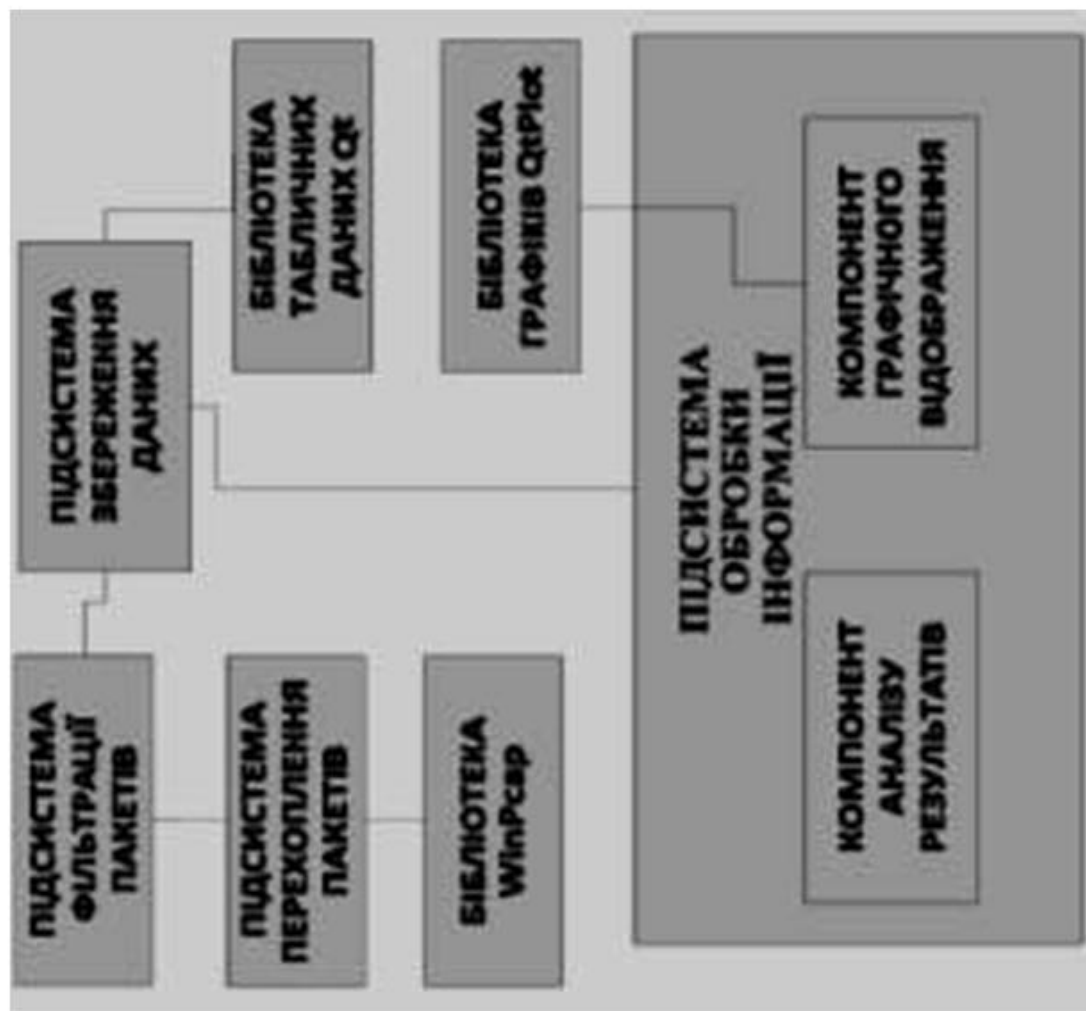 ПІДСИСТЕМА
ФІЛЬТРАЦІЇ
ПАКЕТІВ
ПІДСИСТЕМА
ЗБЕРЕЖЕННЯ
ДАНИХ
БІБЛІОТЕКА
ТАБЛИЧНИХ
ДАНИХ Qt
ПІДСИСТЕМА
ПЕРЕХОПЛЕННЯ
ПАКЕТІВ
БІБЛІОТЕКА
WinPcap
БІБЛІОТЕКА
ГРАФІКІВ QtPlot
ПІДСИСТЕМА
ОБРОБКИ
ІНФОРМАЦІЇ
КОМПОНЕНТ
АНАЛІЗУ
РЕЗУЛЬТАТІВ
КОМПОНЕНТ
ГРАФІЧНОГО
ВІДОБРАЖЕННЯ